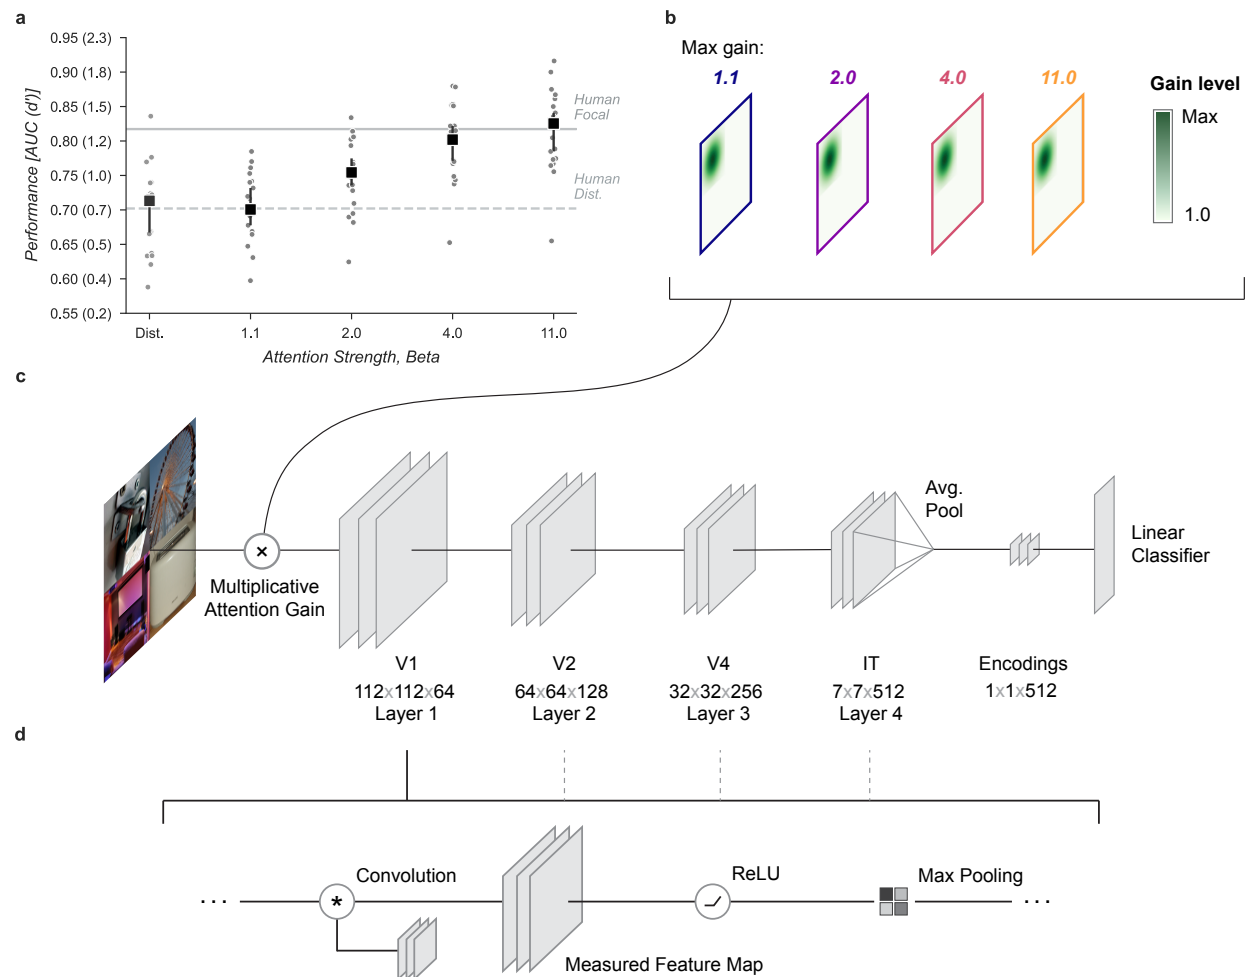 a
0.95 (2.3)
0.90 (1.8)
0.85 (1.5)
0.80 (1.2)
0.75 (1.0)
0.70 (0.7)
0.65 (0.5)
0.60 (0.4)
0.55 (0.2)
Performance [AUC (d')]
Human
Focal
Human
Dist.
Dist.
1.1
2.0
4.0
11.0
Attention Strength, Beta
b
Max gain:
1.1
2.0
4.0
11.0
Gain level
Max
1.0
c
×
Multiplicative
Attention Gain
Avg.
Pool
Linear
Classifier
V1
112x112x64
Layer 1
V2
64x64x128
Layer 2
V4
32x32x256
Layer 3
IT
7x7x512
Layer 4
Encodings
1x1x512
d
...
*
Convolution
Measured Feature Map
ReLU
Max Pooling
...